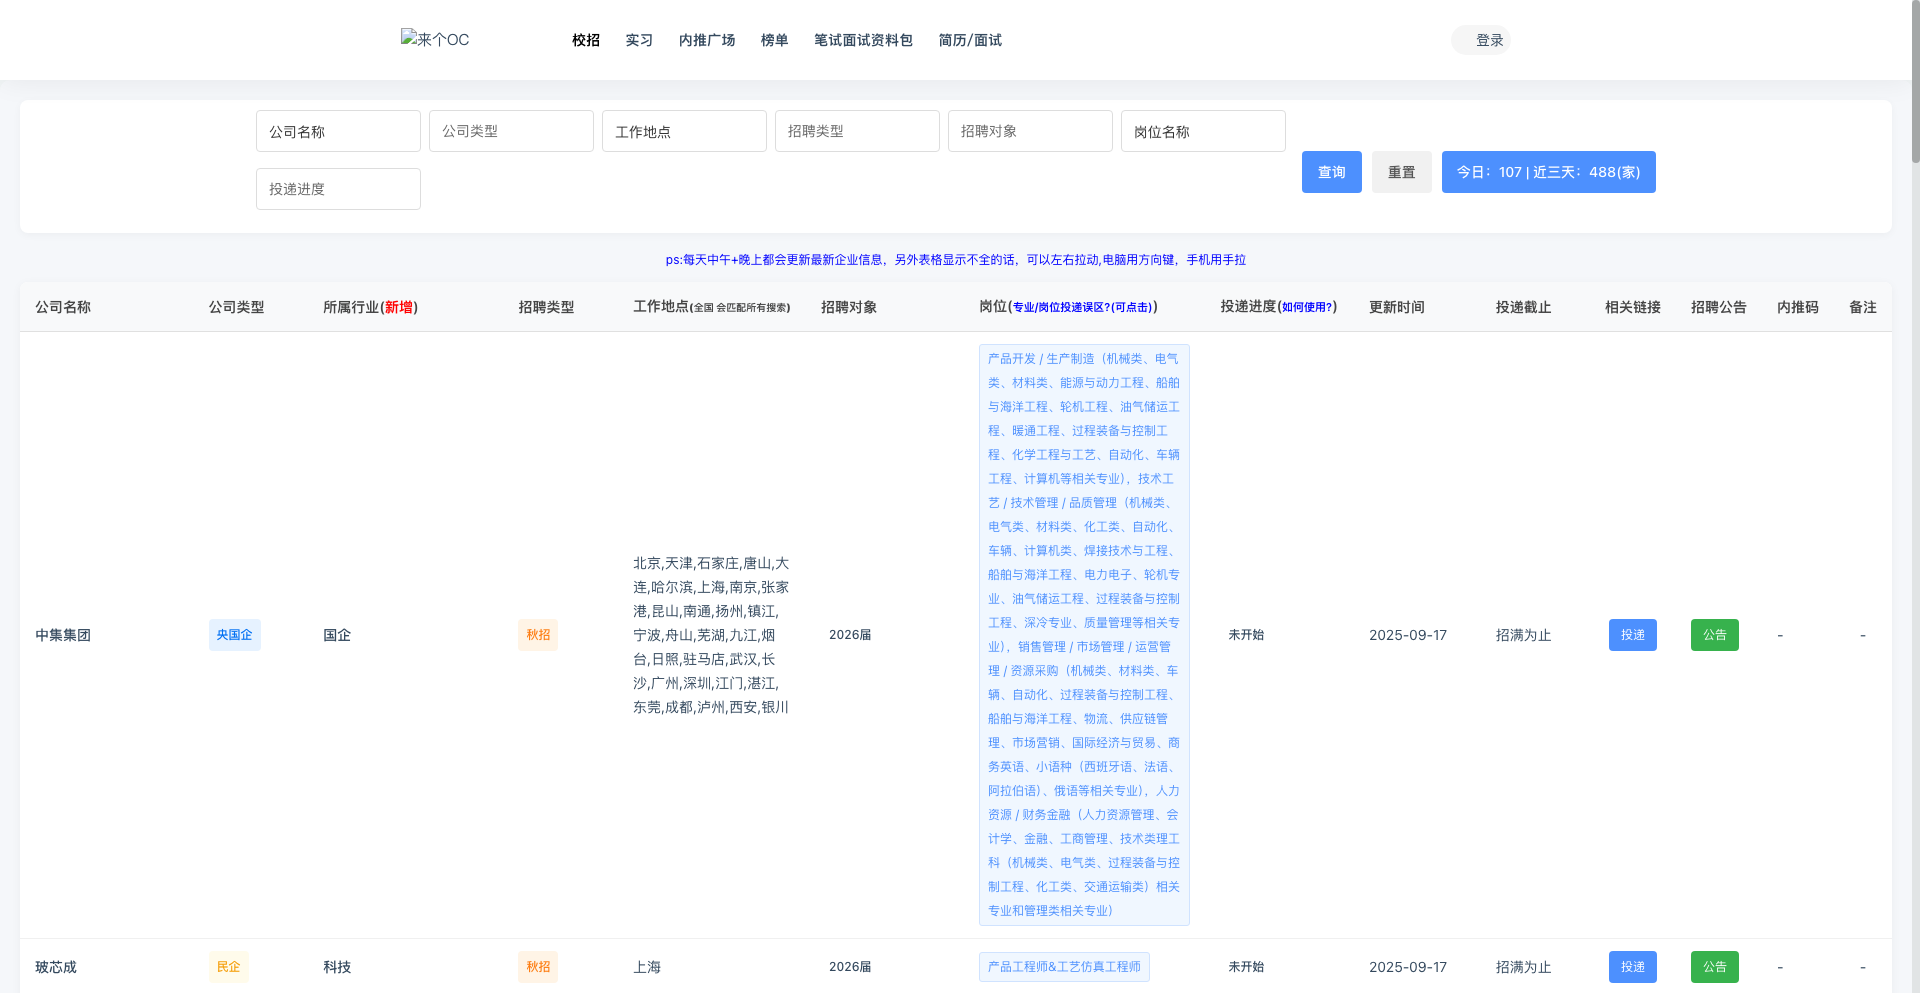 来个OC
校招 实习 内推广场 榜单 笔试面试资料包 简历/面试 登录
公司名称 公司类型 工作地点 招聘类型 招聘对象 岗位名称
投递进度
查询 重置 今日：107 | 近三天：488(家)
ps:每天中午+晚上都会更新最新企业信息，另外表格显示不全的话，可以左右拉动,电脑用方向键，手机用手拉
公司名称 公司类型 所属行业(新增) 招聘类型 工作地点(全国 会匹配所有搜索) 招聘对象 岗位(专业/岗位投递误区?(可点击)) 投递进度(如何使用?) 更新时间 投递截止 相关链接 招聘公告 内推码 备注
中集集团 央国企 国企 秋招
北京,天津,石家庄,唐山,大
连,哈尔滨,上海,南京,张家
港,昆山,南通,扬州,镇江,
宁波,舟山,芜湖,九江,烟
台,日照,驻马店,武汉,长
沙,广州,深圳,江门,湛江,
东莞,成都,泸州,西安,银川
2026届
产品开发 / 生产制造（机械类、电气
类、材料类、能源与动力工程、船舶
与海洋工程、轮机工程、油气储运工
程、暖通工程、过程装备与控制工
程、化学工程与工艺、自动化、车辆
工程、计算机等相关专业），技术工
艺 / 技术管理 / 品质管理（机械类、
电气类、材料类、化工类、自动化、
车辆、计算机类、焊接技术与工程、
船舶与海洋工程、电力电子、轮机专
业、油气储运工程、过程装备与控制
工程、深冷专业、质量管理等相关专
业），销售管理 / 市场管理 / 运营管
理 / 资源采购（机械类、材料类、车
辆、自动化、过程装备与控制工程、
船舶与海洋工程、物流、供应链管
理、市场营销、国际经济与贸易、商
务英语、小语种（西班牙语、法语、
阿拉伯语）、俄语等相关专业），人力
资源 / 财务金融（人力资源管理、会
计学、金融、工商管理、技术类理工
科（机械类、电气类、过程装备与控
制工程、化工类、交通运输类）相关
专业和管理类相关专业）
未开始 2025-09-17 招满为止 投递 公告 - -
玻芯成 民企 科技 秋招 上海 2026届 产品工程师&工艺仿真工程师 未开始 2025-09-17 招满为止 投递 公告 - -